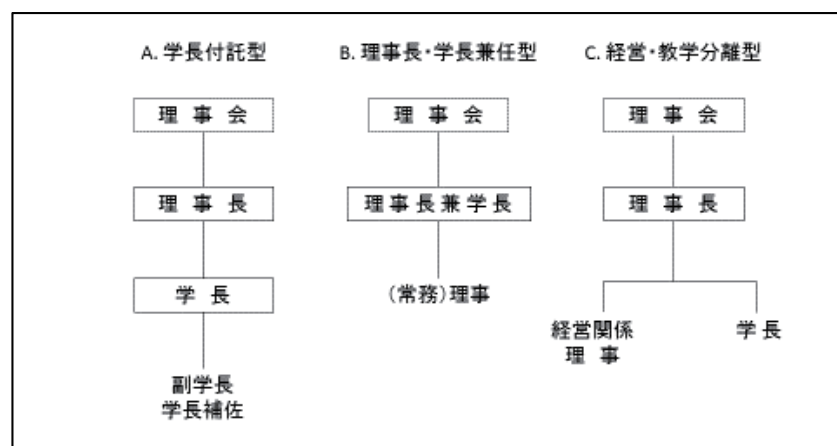 A. 学長付託型
理 事 会
理 事 長
学 長
副学長
学長補佐
B. 理事長・学長兼任型
理 事 会
理事長兼学長
(常務)理事
C. 経営・教学分離型
理 事 会
理 事 長
経営関係
理 事
学 長